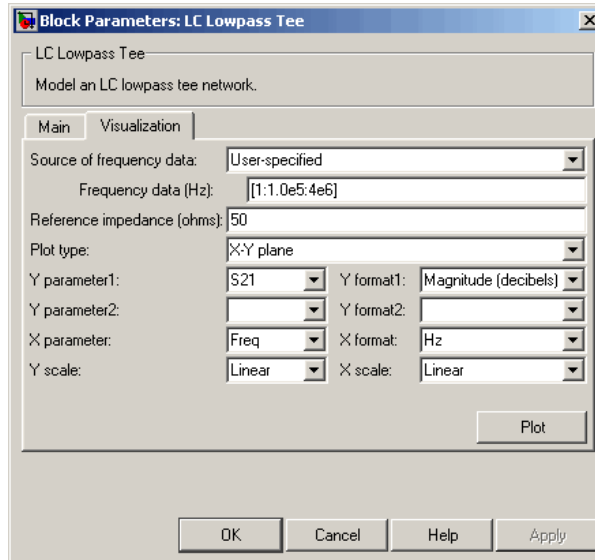 Block Parameters: LC Lowpass Tee
LC Lowpass Tee
Model an LC lowpass tee network.
Main Visualization
Source of frequency data: User-specified
Frequency data (Hz): [1:1.0e5:4e6]
Reference impedance (ohms): 50
Plot type: X-Y plane
Y parameter1: S21 Y format1: Magnitude (decibels)
Y parameter2: Y format2:
X parameter: Freq X format: Hz
Y scale: Linear X scale: Linear
Plot
OK Cancel Help Apply